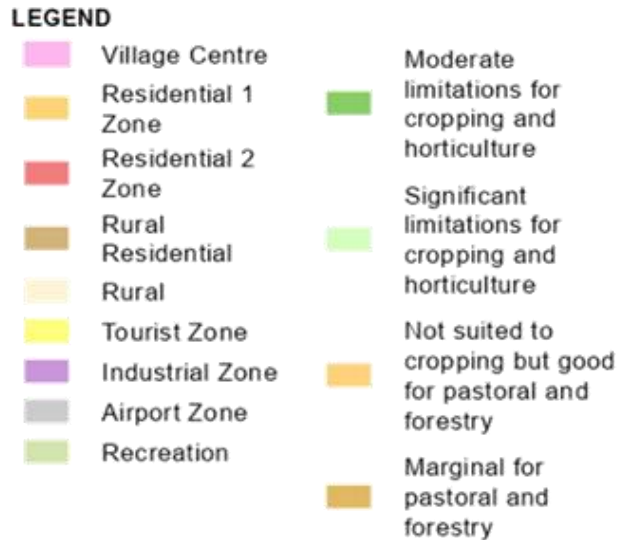 LEGEND
Village Centre
Residential 1
Zone
Residential 2
Zone
Rural
Residential
Rural
Tourist Zone
Industrial Zone
Airport Zone
Recreation
Moderate
limitations for
cropping and
horticulture
Significant
limitations for
cropping and
horticulture
Not suited to
cropping but good
for pastoral and
forestry
Marginal for
pastoral and
forestry